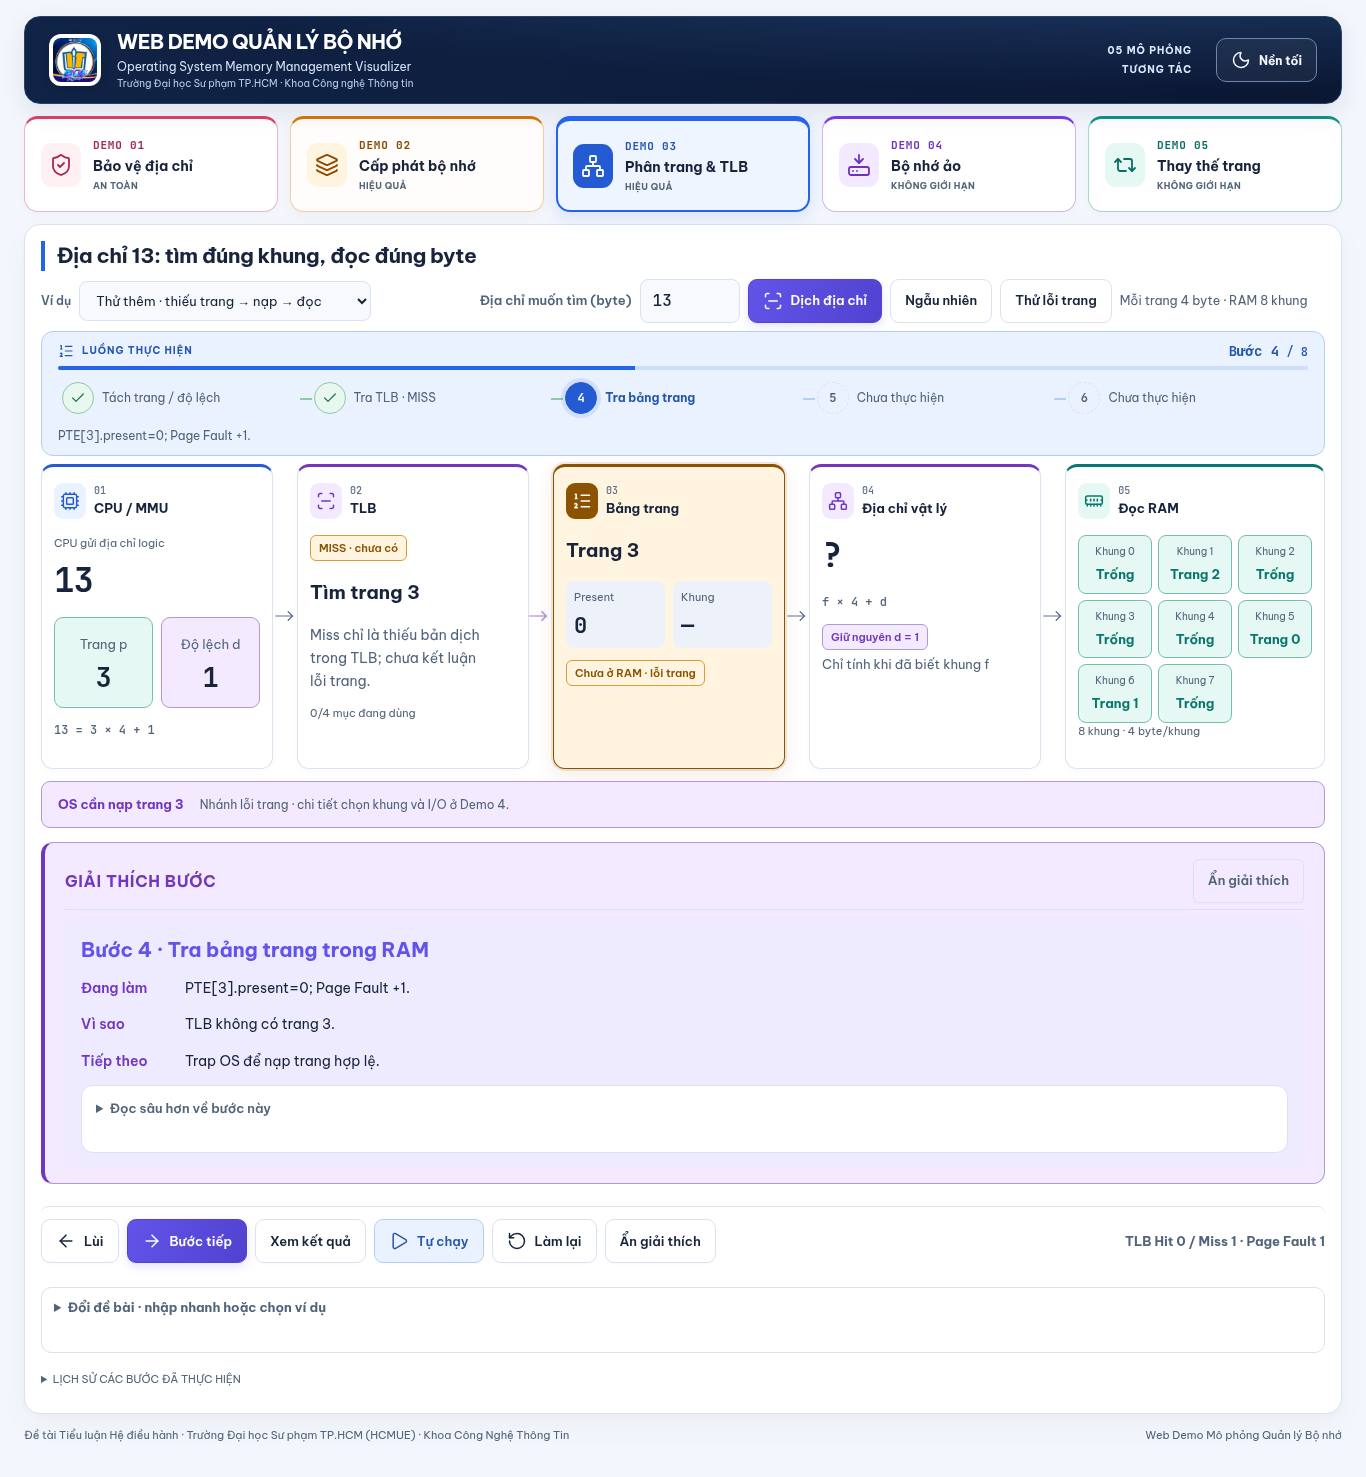 WEB DEMO QUẢN LÝ BỘ NHỚ
Operating System Memory Management Visualizer
Trường Đại học Sư phạm TP.HCM · Khoa Công nghệ Thông tin
05 MÔ PHỎNG
TƯƠNG TÁC
Nền tối
DEMO 01
Bảo vệ địa chỉ
AN TOÀN
DEMO 02
Cấp phát bộ nhớ
HIỆU QUẢ
DEMO 03
Phân trang & TLB
HIỆU QUẢ
DEMO 04
Bộ nhớ ảo
KHÔNG GIỚI HẠN
DEMO 05
Thay thế trang
KHÔNG GIỚI HẠN
Địa chỉ 13: tìm đúng khung, đọc đúng byte
Ví dụ
Thử thêm · thiếu trang → nạp → đọc
Địa chỉ muốn tìm (byte)
13
Dịch địa chỉ
Ngẫu nhiên
Thử lỗi trang
Mỗi trang 4 byte · RAM 8 khung
LUỒNG THỰC HIỆN
Bước 4 / 8
Tách trang / độ lệch
Tra TLB · MISS
4 Tra bảng trang
5 Chưa thực hiện
6 Chưa thực hiện
PTE[3].present=0; Page Fault +1.
01
CPU / MMU
CPU gửi địa chỉ logic
13
Trang p
3
Độ lệch d
1
13 = 3 × 4 + 1
02
TLB
MISS · chưa có
Tìm trang 3
Miss chỉ là thiếu bản dịch
trong TLB; chưa kết luận
lỗi trang.
0/4 mục đang dùng
03
Bảng trang
Trang 3
Present
0
Khung
—
Chưa ở RAM · lỗi trang
04
Địa chỉ vật lý
?
f × 4 + d
Giữ nguyên d = 1
Chỉ tính khi đã biết khung f
05
Đọc RAM
Khung 0
Trống
Khung 1
Trang 2
Khung 2
Trống
Khung 3
Trống
Khung 4
Trống
Khung 5
Trang 0
Khung 6
Trang 1
Khung 7
Trống
8 khung · 4 byte/khung
OS cần nạp trang 3
Nhánh lỗi trang · chi tiết chọn khung và I/O ở Demo 4.
GIẢI THÍCH BƯỚC
Ẩn giải thích
Bước 4 · Tra bảng trang trong RAM
Đang làm
PTE[3].present=0; Page Fault +1.
Vì sao
TLB không có trang 3.
Tiếp theo
Trap OS để nạp trang hợp lệ.
Đọc sâu hơn về bước này
Lùi
Bước tiếp
Xem kết quả
Tự chạy
Làm lại
Ẩn giải thích
TLB Hit 0 / Miss 1 · Page Fault 1
Đổi đề bài · nhập nhanh hoặc chọn ví dụ
LỊCH SỬ CÁC BƯỚC ĐÃ THỰC HIỆN
Đề tài Tiểu luận Hệ điều hành · Trường Đại học Sư phạm TP.HCM (HCMUE) · Khoa Công Nghệ Thông Tin
Web Demo Mô phỏng Quản lý Bộ nhớ